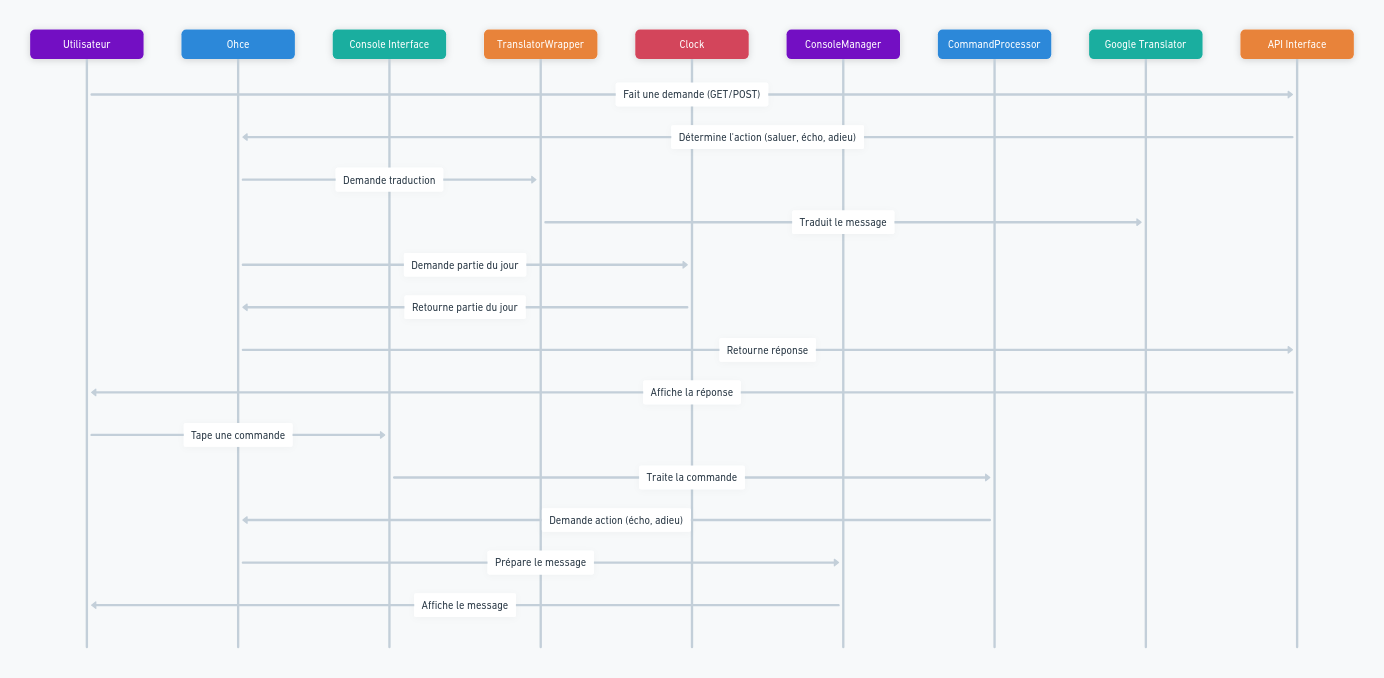 Utilisateur
Ohce
Console Interface
TranslatorWrapper
Clock
ConsoleManager
CommandProcessor
Google Translator
API Interface
Fait une demande (GET/POST)
Détermine l'action (saluer, écho, adieu)
Demande traduction
Traduit le message
Demande partie du jour
Retourne partie du jour
Retourne réponse
Affiche la réponse
Tape une commande
Traite la commande
Demande action (écho, adieu)
Prépare le message
Affiche le message